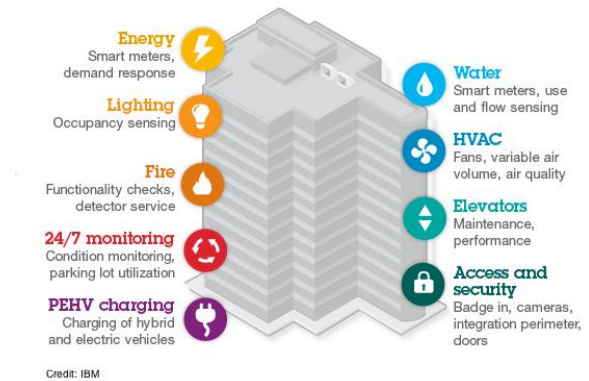 Energy
Smart meters,
demand response
Lighting
Occupancy sensing
Fire
Functionality checks,
detector service
24/7 monitoring
Condition monitoring,
parking lot utilization
PEHV charging
Charging of hybrid
and electric vehicles
Water
Smart meters, use
and flow sensing
HVAC
Fans, variable air
volume, air quality
Elevators
Maintenance,
performance
Access and
security
Badge in, cameras,
integration perimeter,
doors
Credit: IBM